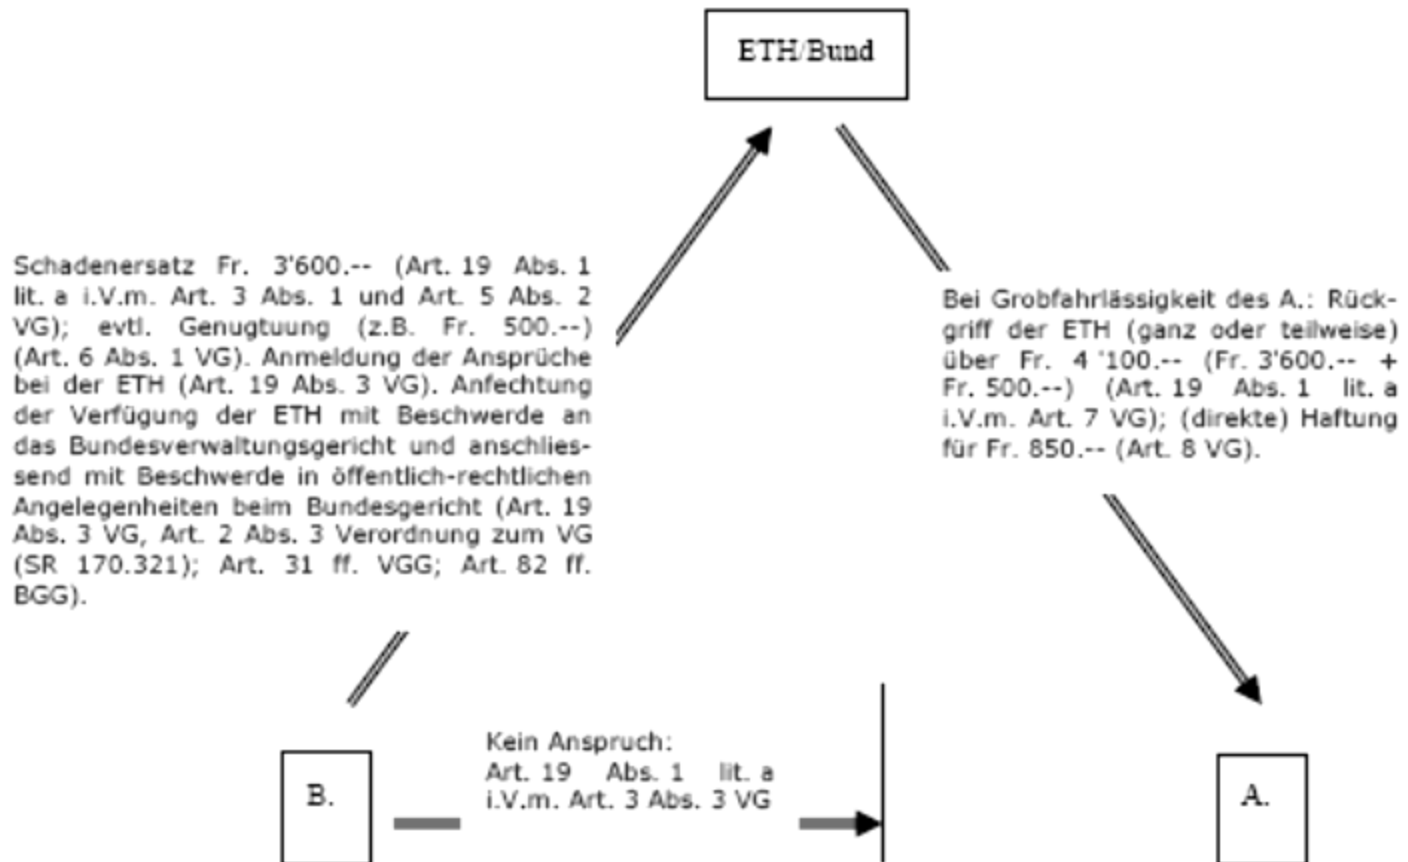 ETH/Bund
Schadenersatz Fr. 3'600.-- (Art. 19 Abs. 1
lit. a i.V.m. Art. 3 Abs. 1 und Art. 5 Abs. 2
VG); evtl. Genugtuung (z.B. Fr. 500.--)
(Art. 6 Abs. 1 VG). Anmeldung der Ansprüche
bei der ETH (Art. 19 Abs. 3 VG). Anfechtung
der Verfügung der ETH mit Beschwerde an
das Bundesverwaltungsgericht und anschlies-
send mit Beschwerde in öffentlich-rechtlichen
Angelegenheiten beim Bundesgericht (Art. 19
Abs. 3 VG, Art. 2 Abs. 3 Verordnung zum VG
(SR 170.321); Art. 31 ff. VGG; Art. 82 ff.
BGG).
Bei Grobfahrlässigkeit des A.: Rück-
griff der ETH (ganz oder teilweise)
über Fr. 4 '100.-- (Fr. 3'600.-- +
Fr. 500.--) (Art. 19 Abs. 1 lit. a
i.V.m. Art. 7 VG); (direkte) Haftung
für Fr. 850.-- (Art. 8 VG).
Kein Anspruch:
Art. 19 Abs. 1 lit. a
i.V.m. Art. 3 Abs. 3 VG
B.
A.